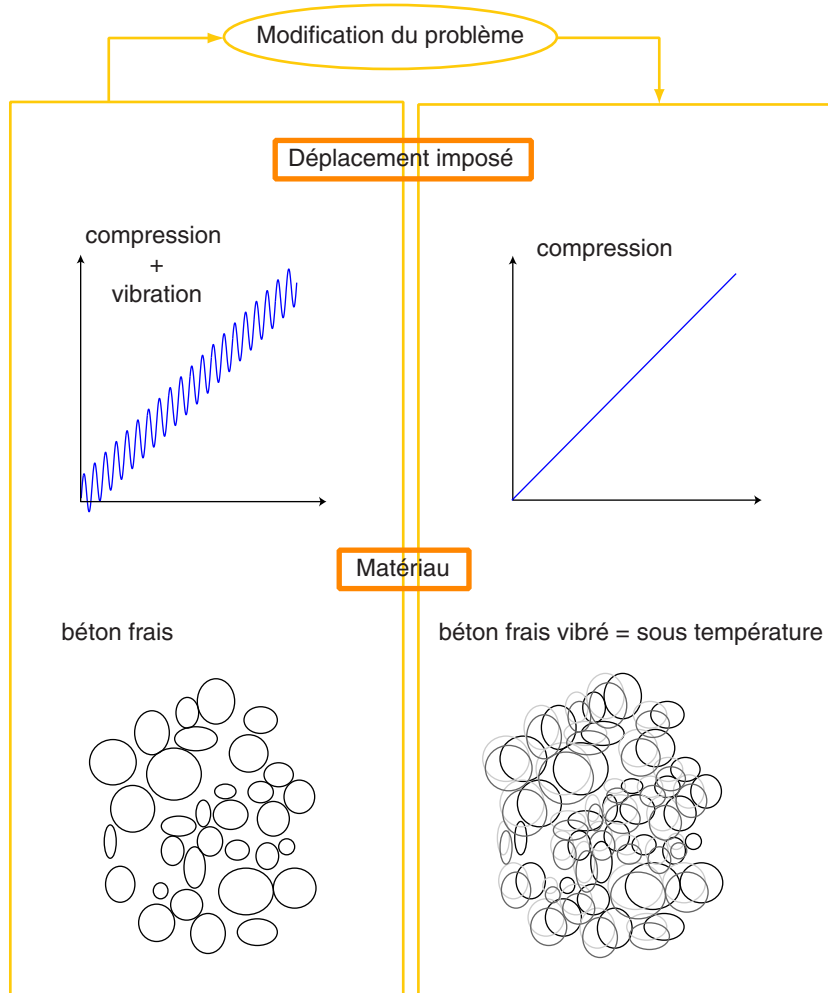 Modification du problème
Déplacement imposé
compression
+
vibration
compression
Matériau
béton frais
béton frais vibré = sous température